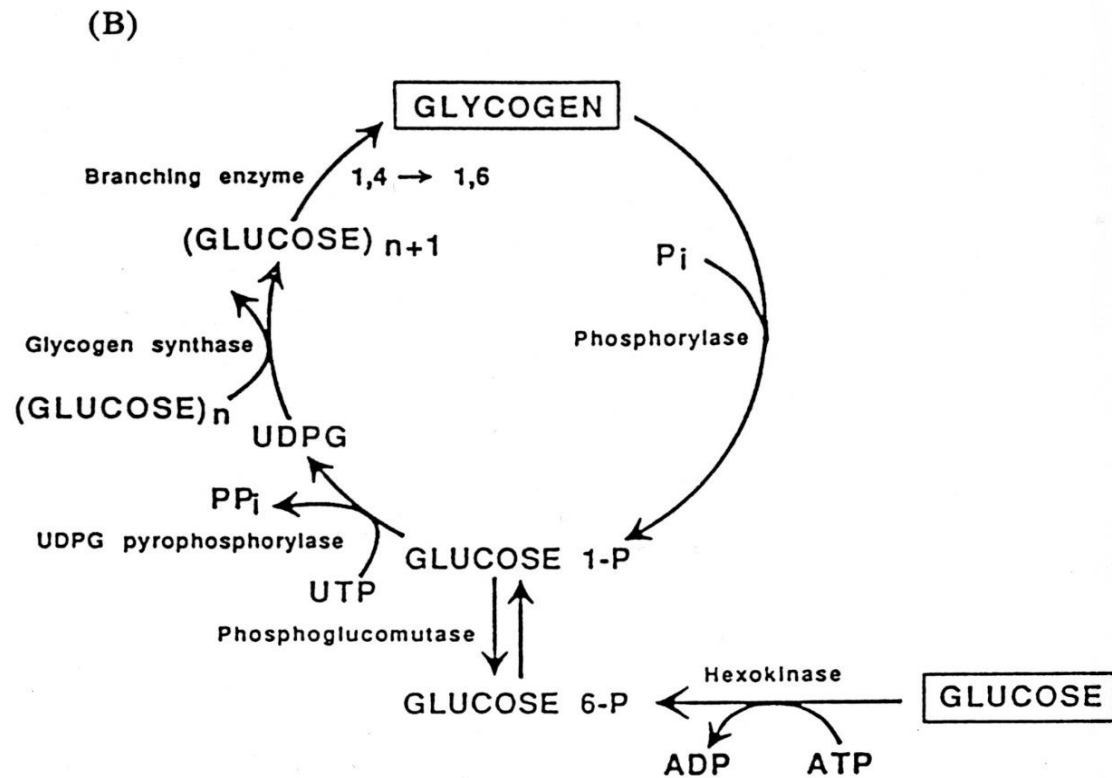 (B)
GLYCOGEN
Branching enzyme 1,4 → 1,6
(GLUCOSE) n+1
Pi
Glycogen synthase
Phosphorylase
(GLUCOSE)n
UDPG
PPi
UDPG pyrophosphorylase
GLUCOSE 1-P
UTP
Phosphoglucomutase
Hexokinase
GLUCOSE 6-P
GLUCOSE
ADP
ATP